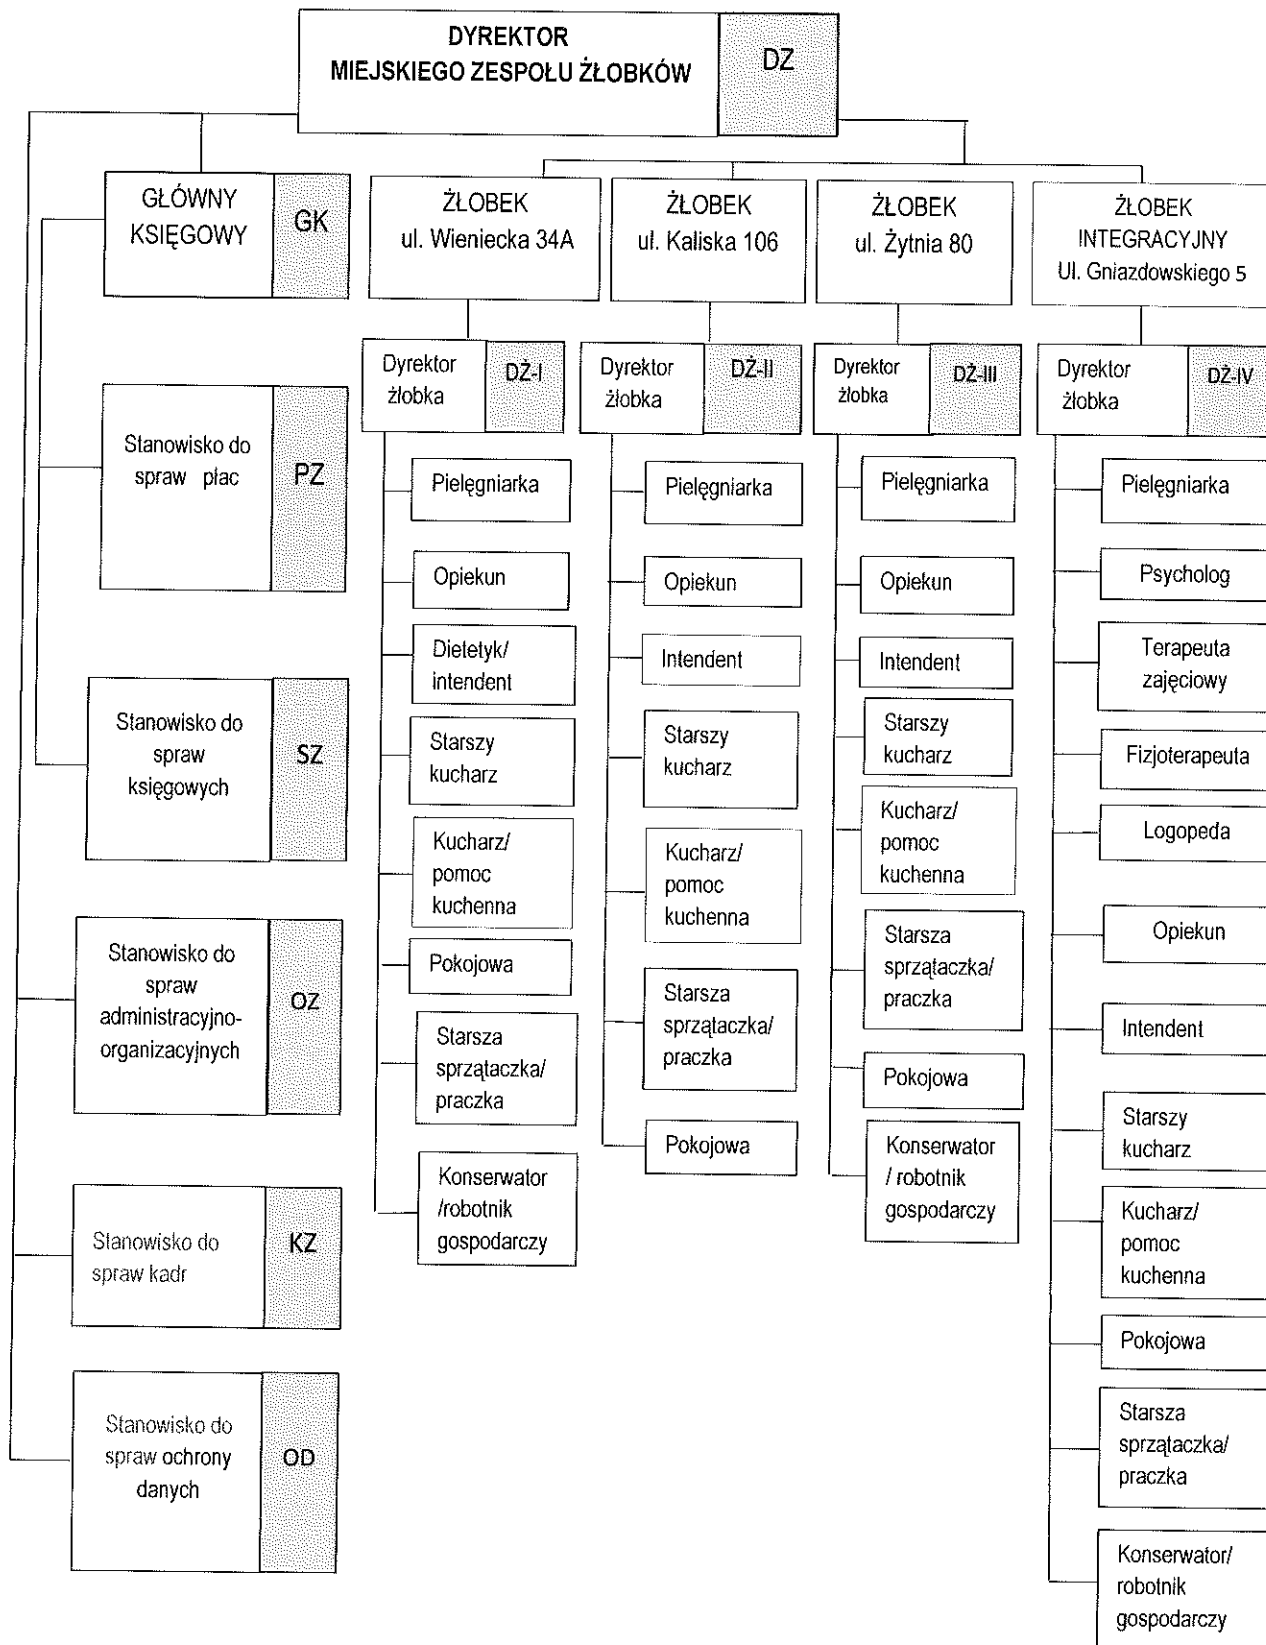 DYREKTOR
MIEJSKIEGO ZESPOŁU ŻŁOBKÓW
DZ
GŁÓWNY
KSIĘGOWY
GK
Stanowisko do
spraw płac
PZ
Stanowisko do
spraw
księgowych
SZ
Stanowisko do
spraw
administracyjno-
organizacyjnych
OZ
Stanowisko do
spraw kadr
KZ
Stanowisko do
spraw ochrony
danych
OD
ŻŁOBEK
ul. Wieniecka 34A
Dyrektor
żłobka
DŻ-I
Pielęgniarka
Opiekun
Dietetyk/
intendent
Starszy
kucharz
Kucharz/
pomoc
kuchenna
Pokojowa
Starsza
sprzątaczka/
praczka
Konserwator
/robotnik
gospodarczy
ŻŁOBEK
ul. Kaliska 106
Dyrektor
żłobka
DŻ-II
Pielęgniarka
Opiekun
Intendent
Starszy
kucharz
Kucharz/
pomoc
kuchenna
Starsza
sprzątaczka/
praczka
Pokojowa
ŻŁOBEK
ul. Żytnia 80
Dyrektor
żłobka
DŻ-III
Pielęgniarka
Opiekun
Intendent
Starszy
kucharz
Kucharz/
pomoc
kuchenna
Starsza
sprzątaczka/
praczka
Pokojowa
Konserwator
/ robotnik
gospodarczy
ŻŁOBEK
INTEGRACYJNY
Ul. Gniazdowskiego 5
Dyrektor
żłobka
DŻ-IV
Pielęgniarka
Psycholog
Terapeuta
zajęciowy
Fizjoterapeuta
Logopeda
Opiekun
Intendent
Starszy
kucharz
Kucharz/
pomoc
kuchenna
Pokojowa
Starsza
sprzątaczka/
praczka
Konserwator/
robotnik
gospodarczy